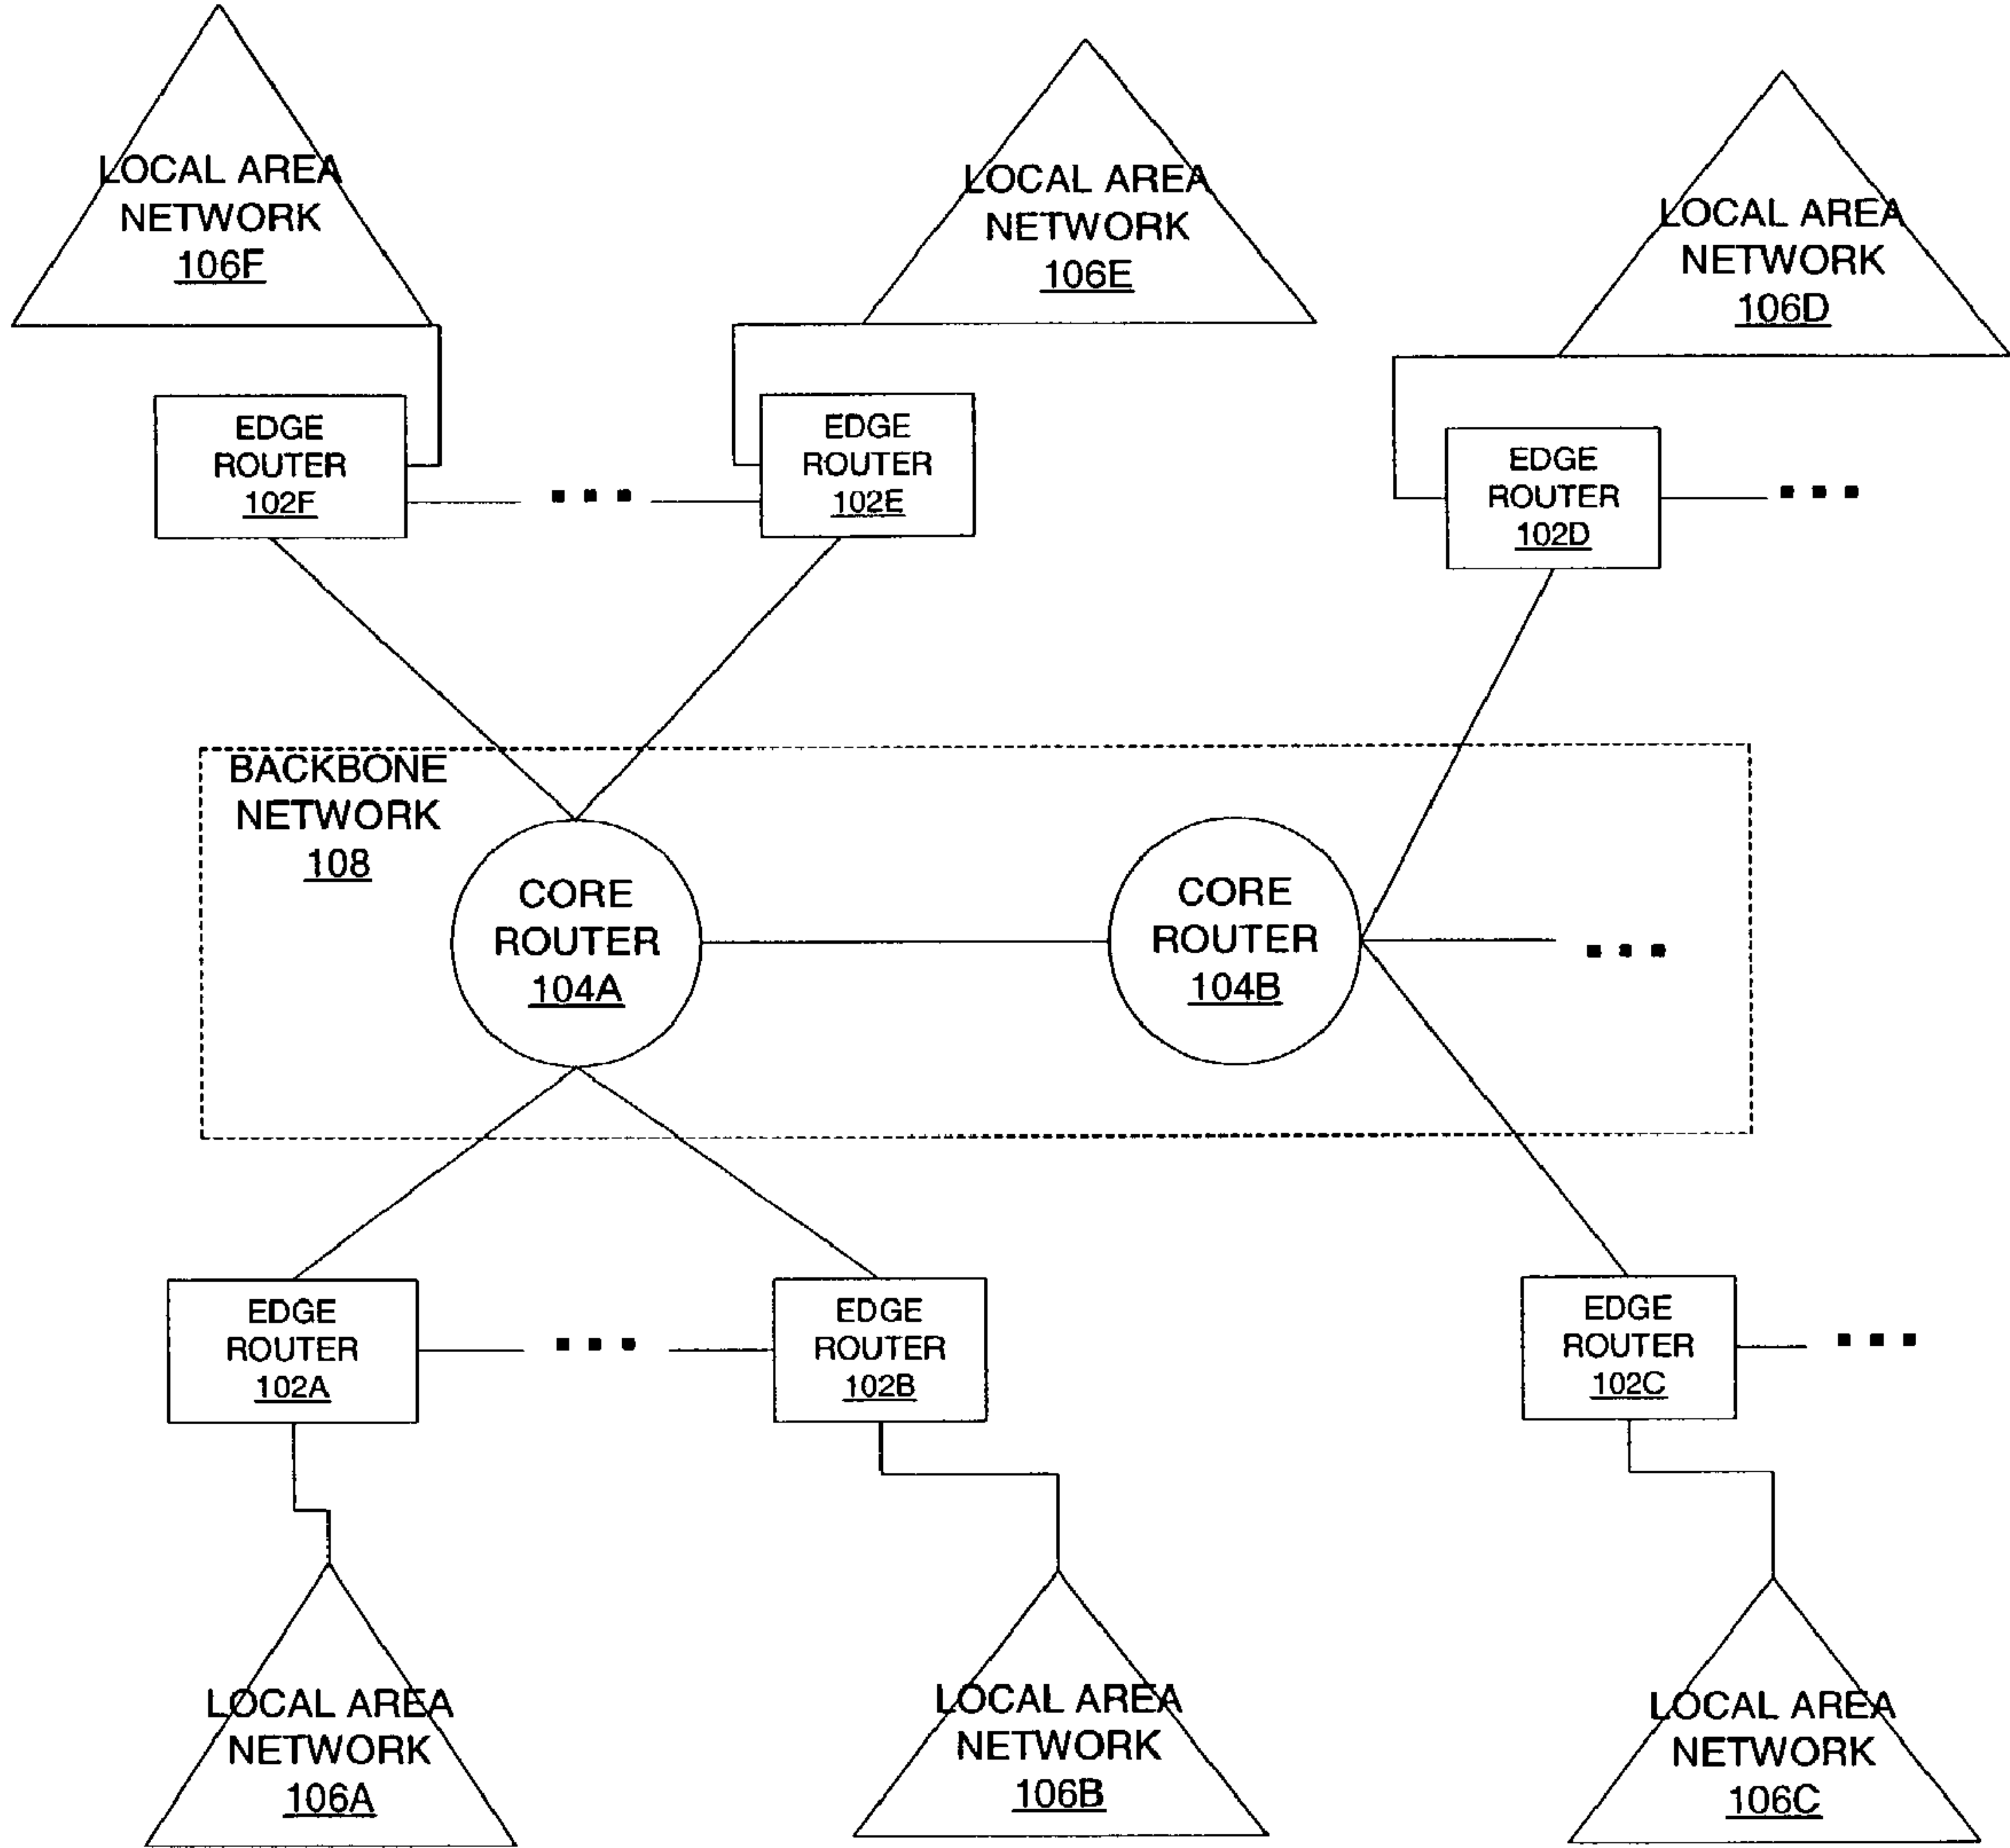 LOCAL AREA
NETWORK
106F
LOCAL AREA
NETWORK
106E
LOCAL AREA
NETWORK
106D
EDGE
ROUTER
102F
EDGE
ROUTER
102E
EDGE
ROUTER
102D
BACKBONE
NETWORK
108
CORE
ROUTER
104A
CORE
ROUTER
104B
EDGE
ROUTER
102A
EDGE
ROUTER
102B
EDGE
ROUTER
102C
LOCAL AREA
NETWORK
106A
LOCAL AREA
NETWORK
106B
LOCAL AREA
NETWORK
106C